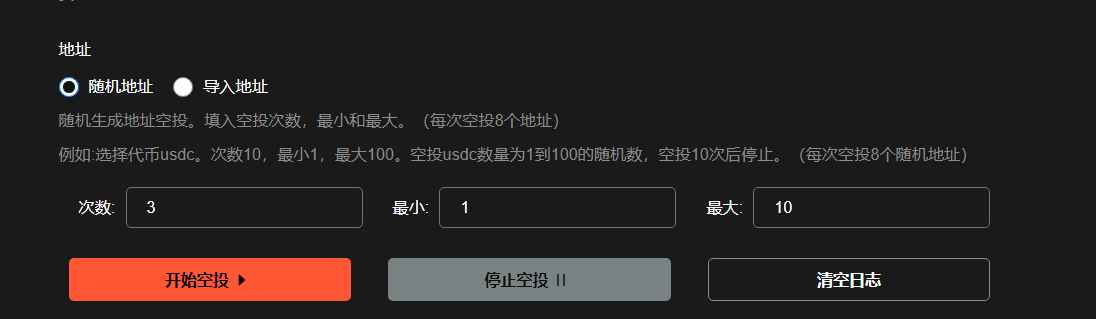 地址
随机地址 导入地址
随机生成地址空投。填入空投次数，最小和最大。（每次空投8个地址）
例如:选择代币usdc。次数10，最小1，最大100。空投usdc数量为1到100的随机数，空投10次后停止。（每次空投8个随机地址）
次数: 3 最小: 1 最大: 10
开始空投 停止空投 清空日志